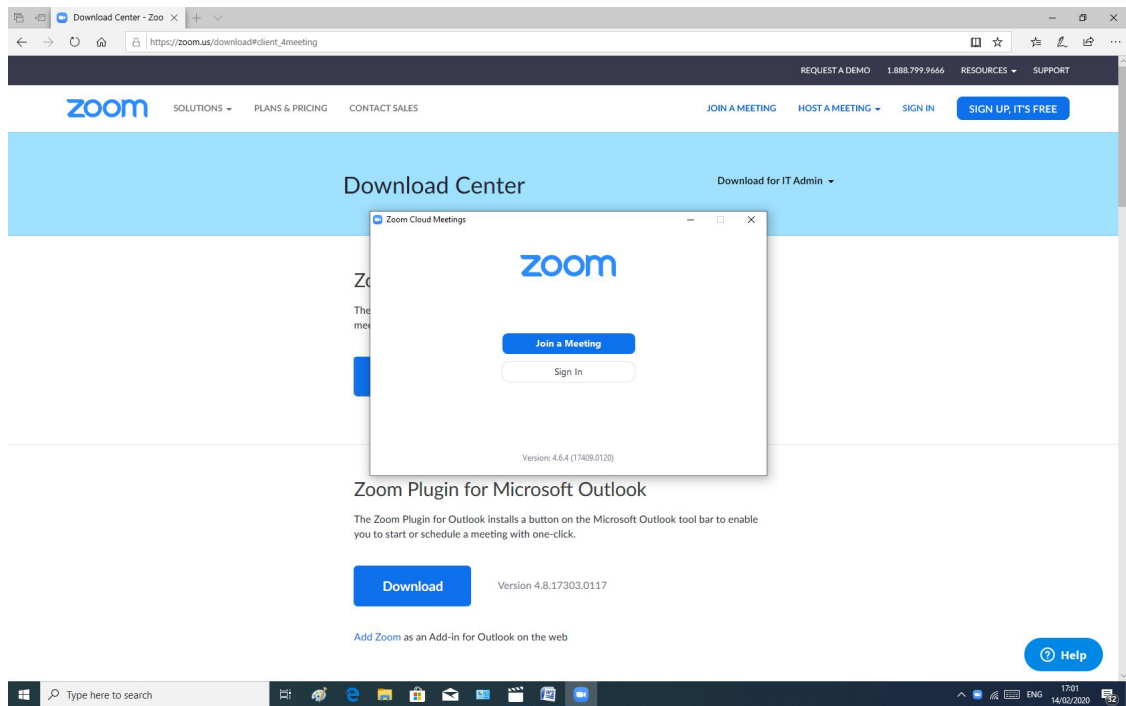 Download Center - Zoo
https://zoom.us/download#client_4meeting
REQUEST A DEMO 1.888.799.9666 RESOURCES SUPPORT
zoom SOLUTIONS PLANS & PRICING CONTACT SALES JOIN A MEETING HOST A MEETING SIGN IN SIGN UP, IT'S FREE
Download Center Download for IT Admin
Zoom Cloud Meetings
zoom
Zo
The
mee
Join a Meeting
Sign In
Version: 4.6.4 (17409.0120)
Zoom Plugin for Microsoft Outlook
The Zoom Plugin for Outlook installs a button on the Microsoft Outlook tool bar to enable
you to start or schedule a meeting with one-click.
Download Version 4.8.17303.0117
Add Zoom as an Add-in for Outlook on the web
Help
Type here to search ENG 17:01
14/02/2020 32